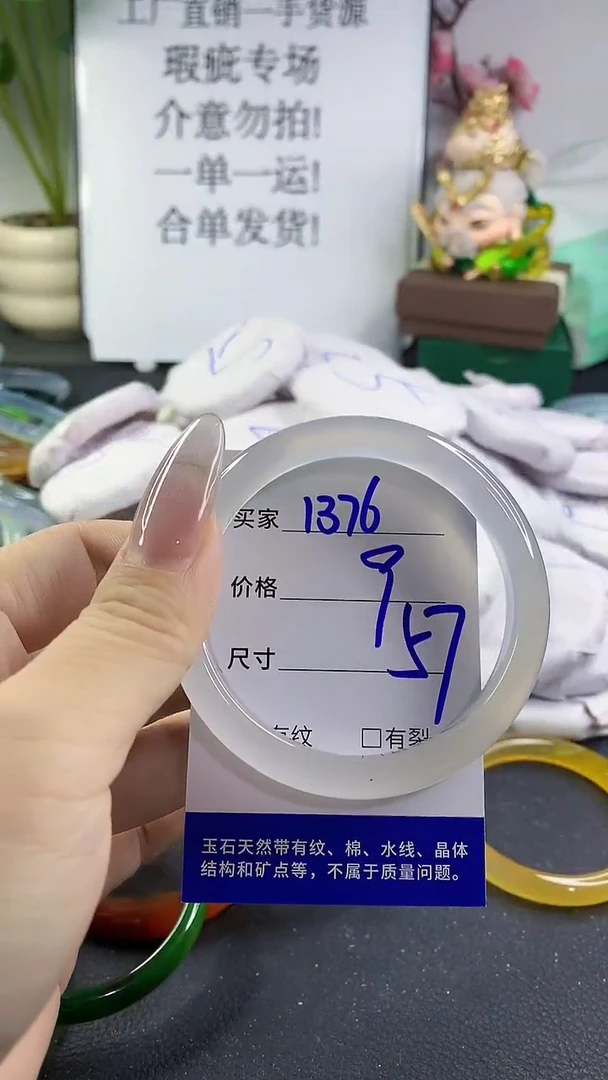 工厂直销一手货源
瑕疵专场
介意勿拍!
一单一运!
合单发货!
买家 1376
价格 9
尺寸 57
有纹 □有裂
玉石天然带有纹、棉、水线、晶体
结构和矿点等，不属于质量问题。